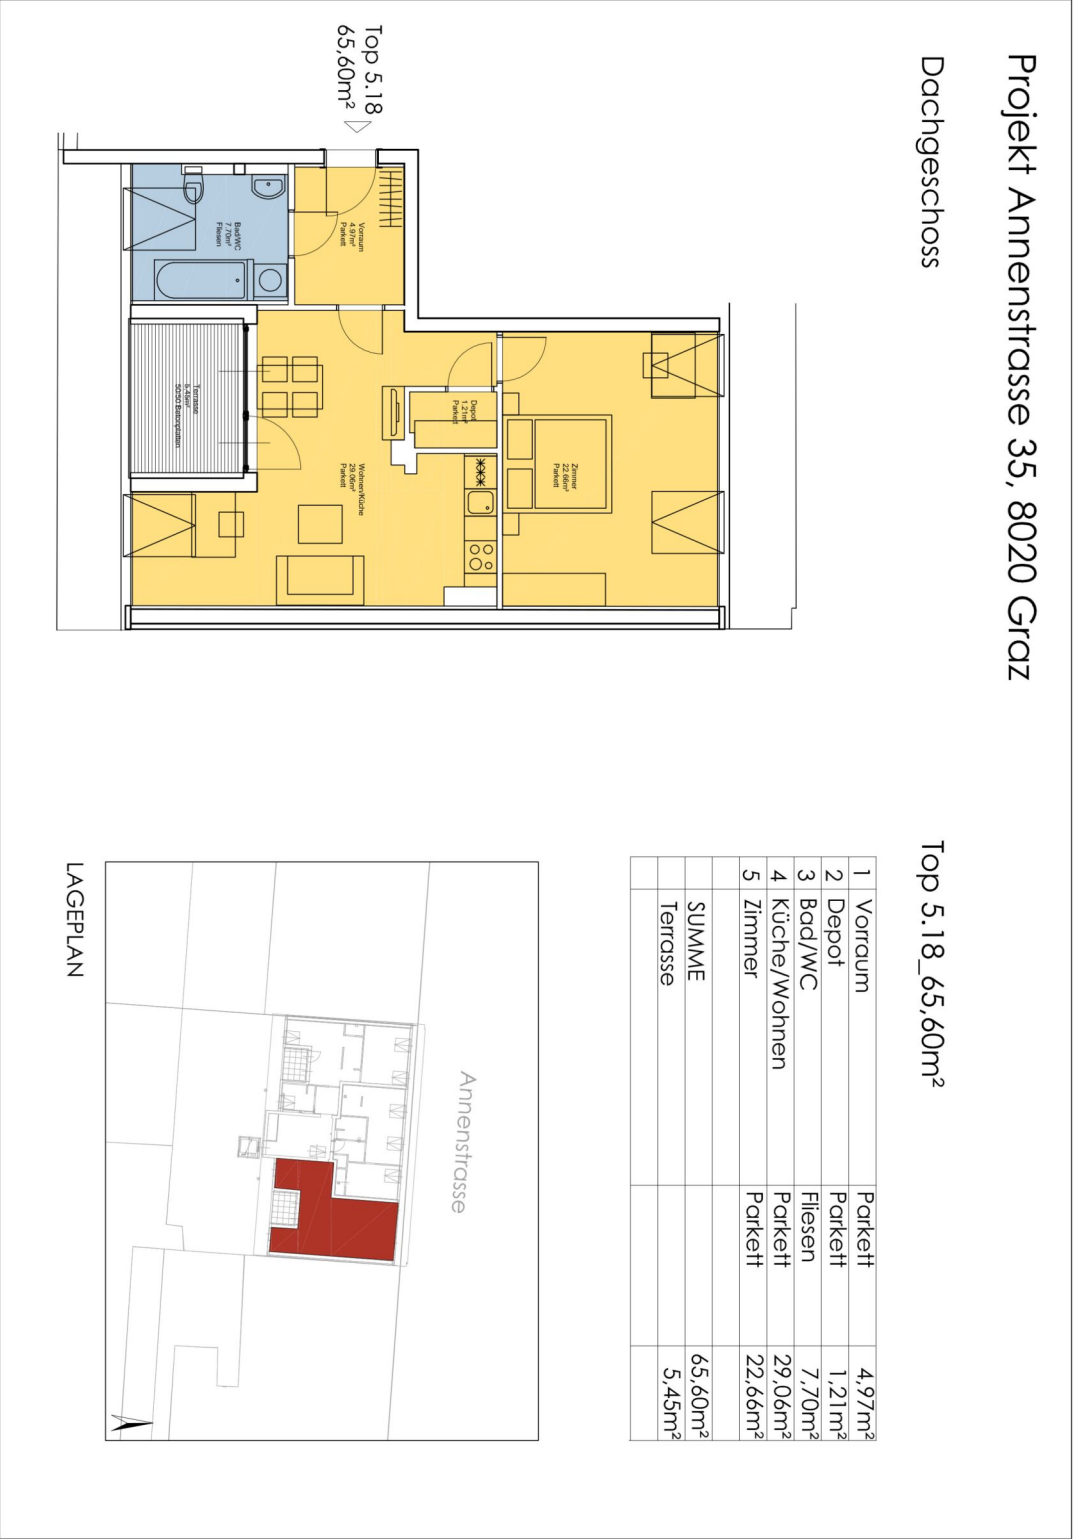 Projekt Annenstrasse 35, 8020 Graz
Dachgeschoss
Top 5.18_65,60m²
Top 5.18
65,60m²
Vorraum
4.97m²
Parkett
Bad/WC
7.70m²
Fliesen
Depot
1.21m²
Parkett
Zimmer
22.66m²
Parkett
Wohnen/Küche
29.06m²
Parkett
Terrasse
5.45m²
50/50 Betonplatten
1 Vorraum Parkett 4,97m²
2 Depot Parkett 1,21m²
3 Bad/WC Fliesen 7,70m²
4 Küche/Wohnen Parkett 29,06m²
5 Zimmer Parkett 22,66m²
SUMME 65,60m²
Terrasse 5,45m²
Annenstrasse
LAGEPLAN